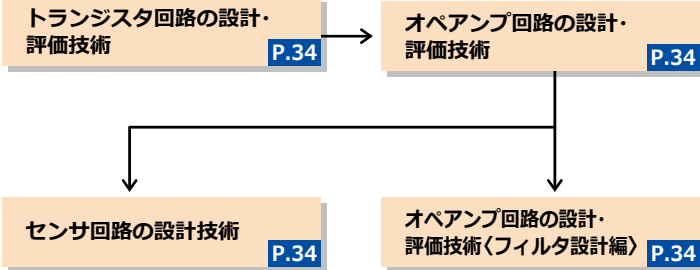 トランジスタ回路の設計･
評価技術
P.34
オペアンプ回路の設計･
評価技術
P.34
センサ回路の設計技術
P.34
オペアンプ回路の設計･
評価技術〈フィルタ設計編〉
P.34